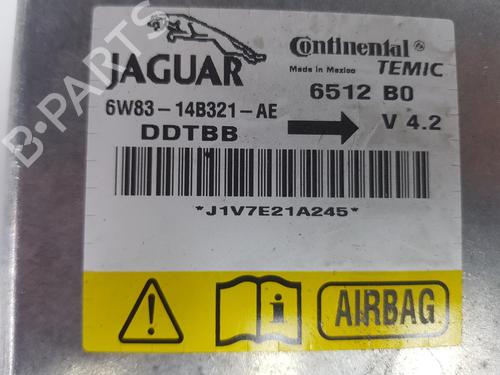 JAGUAR
Continental
Made in Mexico TEMIC
6512 B0
6W83-14B321-AE
DDTBB
V 4.2
*J1V7E21A245*
i
AIRBAG
B-PARTS